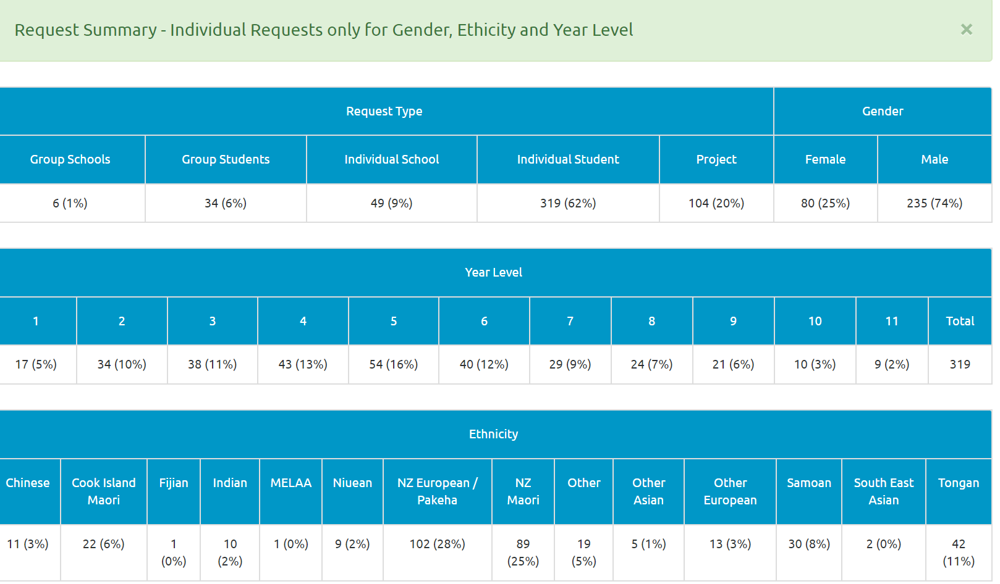 Request Summary - Individual Requests only for Gender, Ethicity and Year Level ×
Request Type Gender
Group Schools Group Students Individual School Individual Student Project Female Male
6 (1%) 34 (6%) 49 (9%) 319 (62%) 104 (20%) 80 (25%) 235 (74%)
Year Level
1 2 3 4 5 6 7 8 9 10 11 Total
17 (5%) 34 (10%) 38 (11%) 43 (13%) 54 (16%) 40 (12%) 29 (9%) 24 (7%) 21 (6%) 10 (3%) 9 (2%) 319
Ethnicity
Chinese Cook Island Fijian Indian MELAA Niuean NZ European / NZ Other Other Other Samoan South East Tongan
Maori Pakeha Maori Asian European Asian
11 (3%) 22 (6%) 1 10 1 (0%) 9 (2%) 102 (28%) 89 19 5 (1%) 13 (3%) 30 (8%) 2 (0%) 42
(0%) (2%) (25%) (5%) (11%)